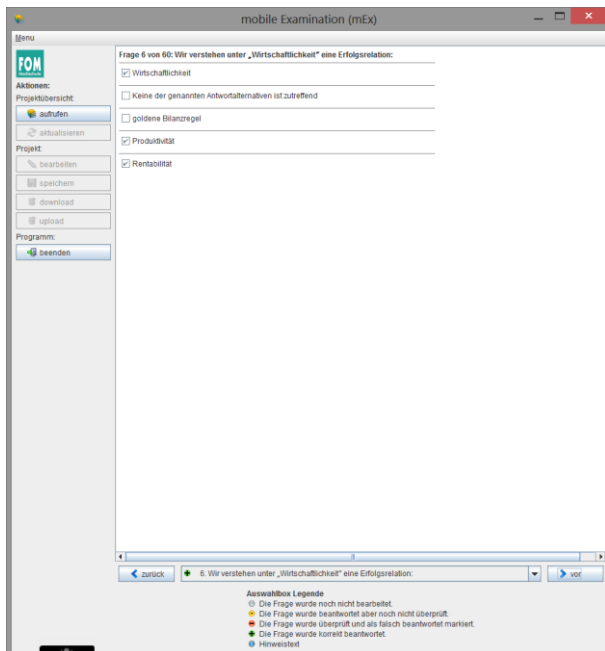 mobile Examination (mEx)
Menu
FOM
Hochschule
Aktionen:
Projektübersicht:
aufrufen
aktualisieren
Projekt:
bearbeiten
speichern
download
upload
Programm:
beenden
Frage 6 von 60: Wir verstehen unter „Wirtschaftlichkeit" eine Erfolgsrelation:
Wirtschaftlichkeit
Keine der genannten Antwortalternativen ist zutreffend
goldene Bilanzregel
Produktivität
Rentabilität
zurück
6. Wir verstehen unter „Wirtschaftlichkeit" eine Erfolgsrelation:
vor
Auswahlbox Legende
Die Frage wurde noch nicht bearbeitet.
Die Frage wurde beantwortet aber noch nicht überprüft.
Die Frage wurde überprüft und als falsch beantwortet markiert.
Die Frage wurde korrekt beantwortet.
Hinweistext